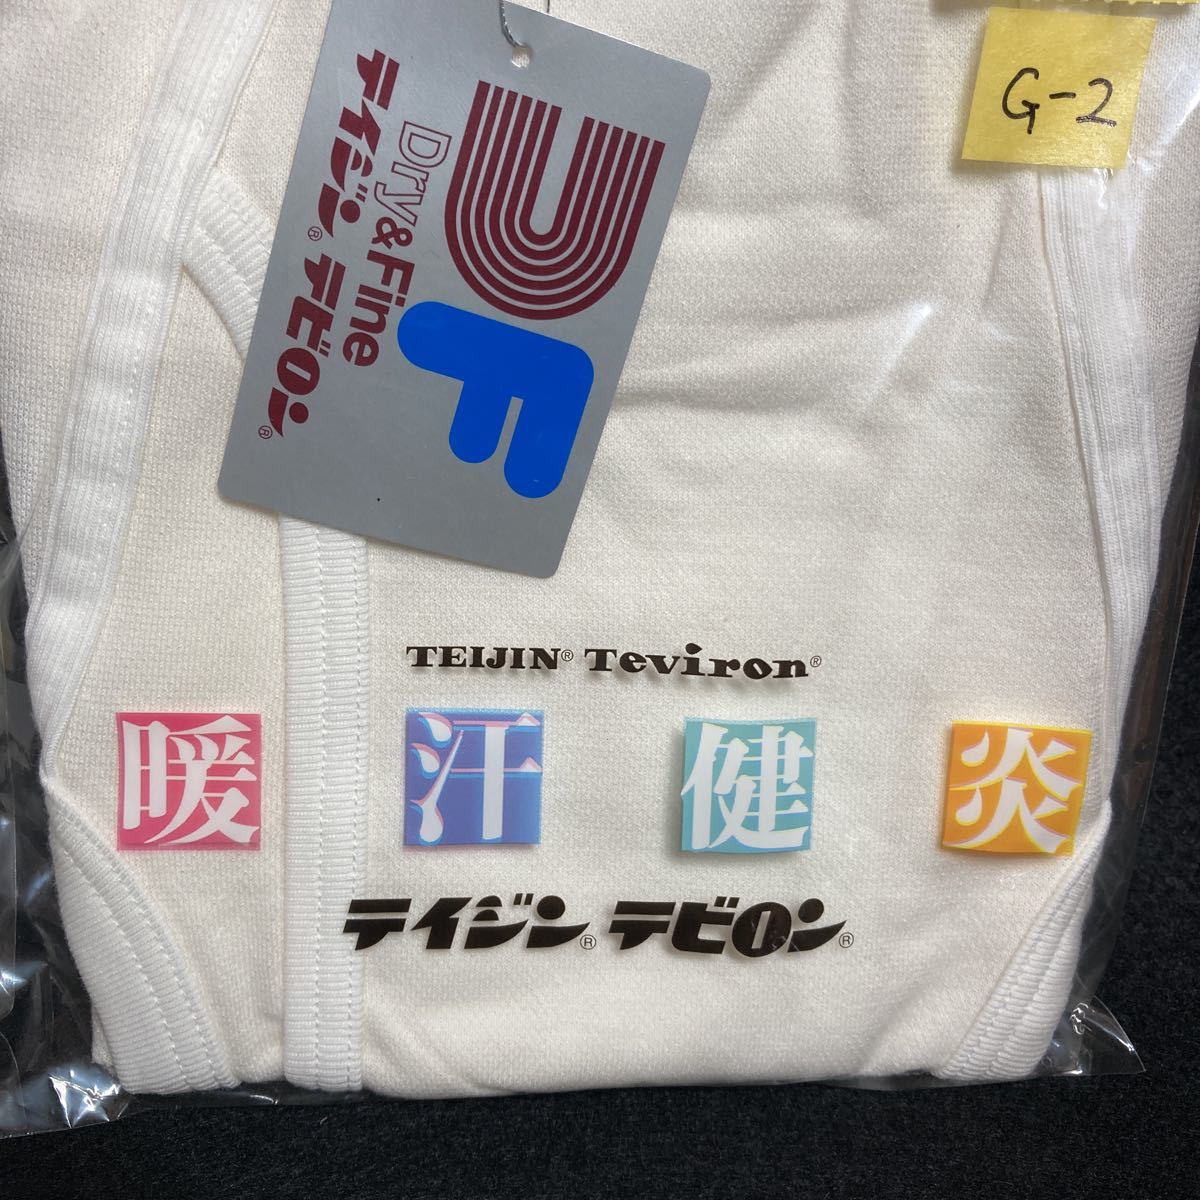 G-2
DF
Dry&Fine
テイジン® テビロン®
TEIJIN® Teviron®
暖 汗 健 炎
テイジン® テビロン®